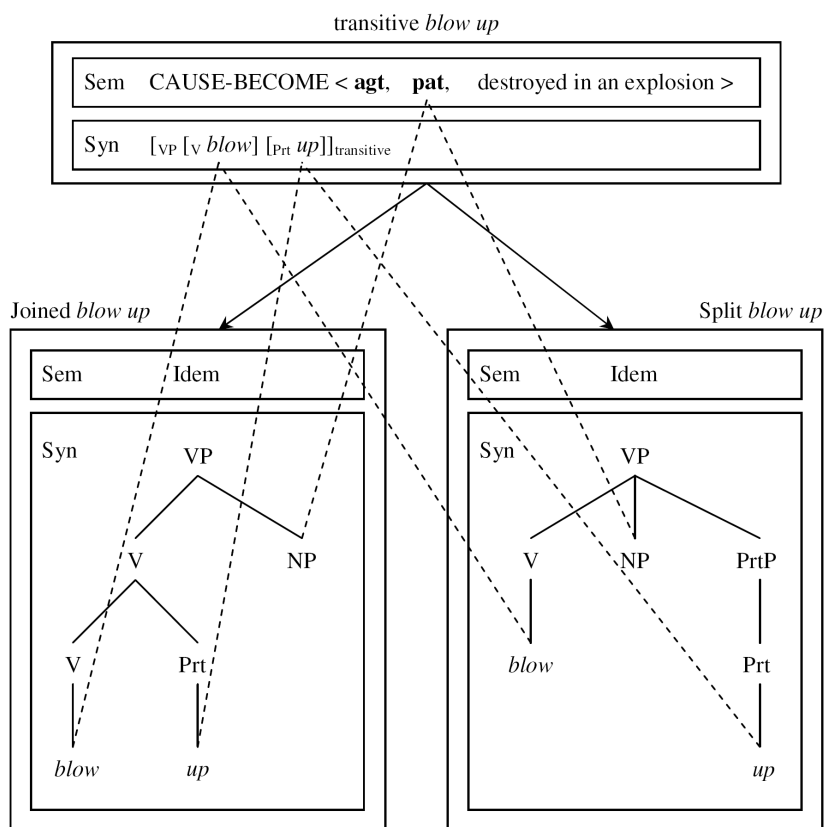 transitive blow up
Sem CAUSE-BECOME < agt, pat, destroyed in an explosion >
Syn [VP [V blow] [Prt up]]transitive
Joined blow up
Sem Idem
Syn
VP
V NP
V Prt
blow up
Split blow up
Sem Idem
Syn
VP
V NP PrtP
blow Prt
up